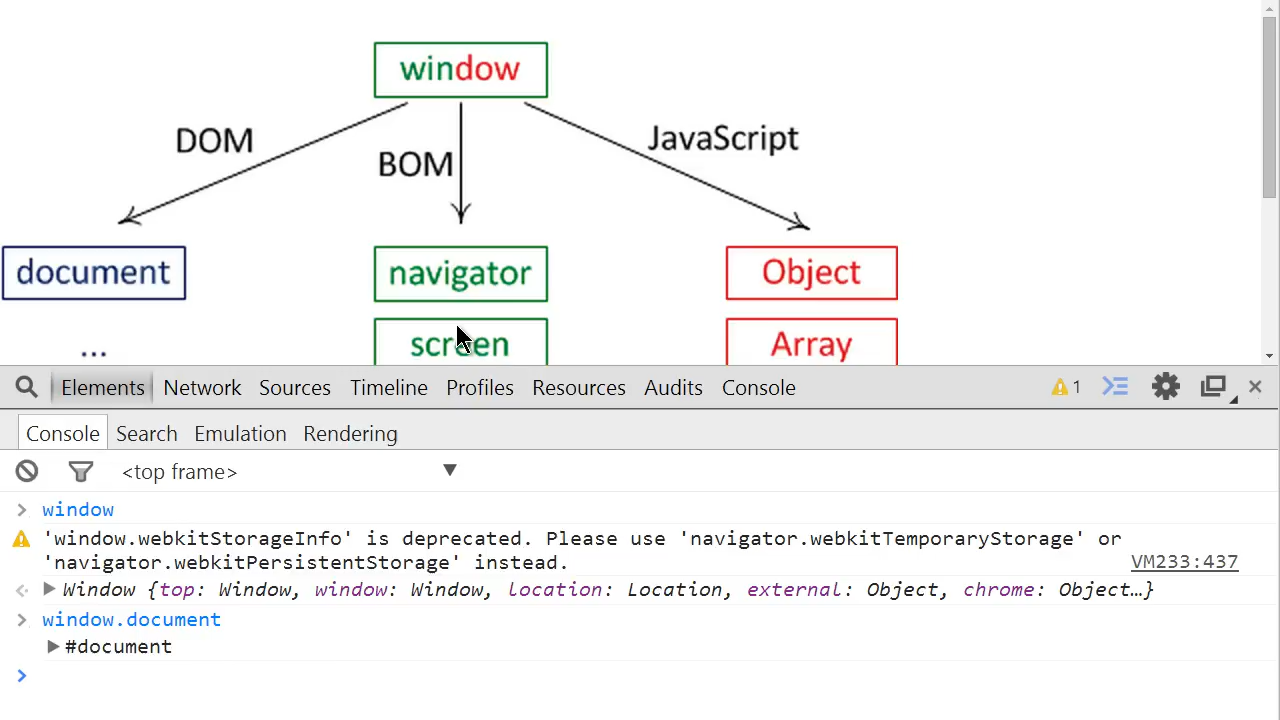 window
DOM
BOM
JavaScript
document
navigator
Object
...
screen
Array
Elements Network Sources Timeline Profiles Resources Audits Console
1
Console Search Emulation Rendering
<top frame>
window
'window.webkitStorageInfo' is deprecated. Please use 'navigator.webkitTemporaryStorage' or
'navigator.webkitPersistentStorage' instead.
VM233:437
Window {top: Window, window: Window, location: Location, external: Object, chrome: Object…}
window.document
#document